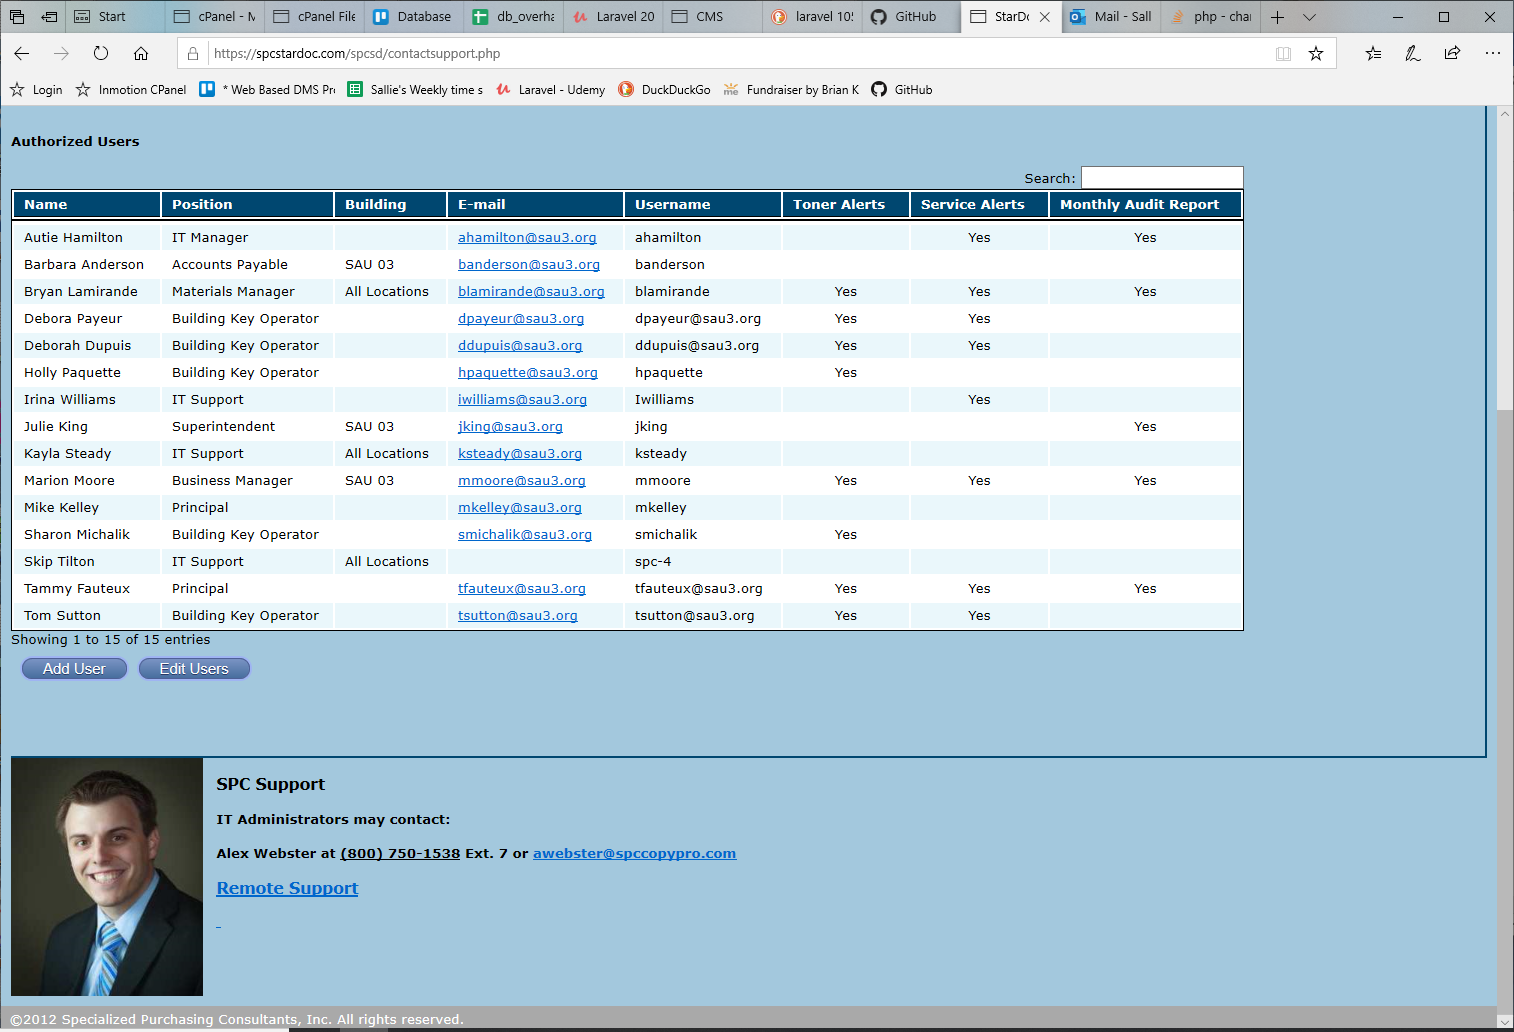 Start cPanel - M cPanel File Database db_overha Laravel 20 CMS laravel 105 GitHub StarDo Mail - Sall php - char
https://spcstardoc.com/spcsd/contactsupport.php
Login Inmotion CPanel * Web Based DMS Pro Sallie's Weekly time s Laravel - Udemy DuckDuckGo me Fundraiser by Brian K GitHub
Authorized Users
Search:
Name Position Building E-mail Username Toner Alerts Service Alerts Monthly Audit Report
Autie Hamilton IT Manager ahamilton@sau3.org ahamilton Yes Yes
Barbara Anderson Accounts Payable SAU 03 banderson@sau3.org banderson
Bryan Lamirande Materials Manager All Locations blamirande@sau3.org blamirande Yes Yes Yes
Debora Payeur Building Key Operator dpayeur@sau3.org dpayeur@sau3.org Yes Yes
Deborah Dupuis Building Key Operator ddupuis@sau3.org ddupuis@sau3.org Yes Yes
Holly Paquette Building Key Operator hpaquette@sau3.org hpaquette Yes
Irina Williams IT Support iwilliams@sau3.org Iwilliams Yes
Julie King Superintendent SAU 03 jking@sau3.org jking Yes
Kayla Steady IT Support All Locations ksteady@sau3.org ksteady
Marion Moore Business Manager SAU 03 mmoore@sau3.org mmoore Yes Yes Yes
Mike Kelley Principal mkelley@sau3.org mkelley
Sharon Michalik Building Key Operator smichalik@sau3.org smichalik Yes
Skip Tilton IT Support All Locations spc-4
Tammy Fauteux Principal tfauteux@sau3.org tfauteux@sau3.org Yes Yes Yes
Tom Sutton Building Key Operator tsutton@sau3.org tsutton@sau3.org Yes Yes
Showing 1 to 15 of 15 entries
Add User Edit Users
SPC Support
IT Administrators may contact:
Alex Webster at (800) 750-1538 Ext. 7 or awebster@spccopypro.com
Remote Support
©2012 Specialized Purchasing Consultants, Inc. All rights reserved.